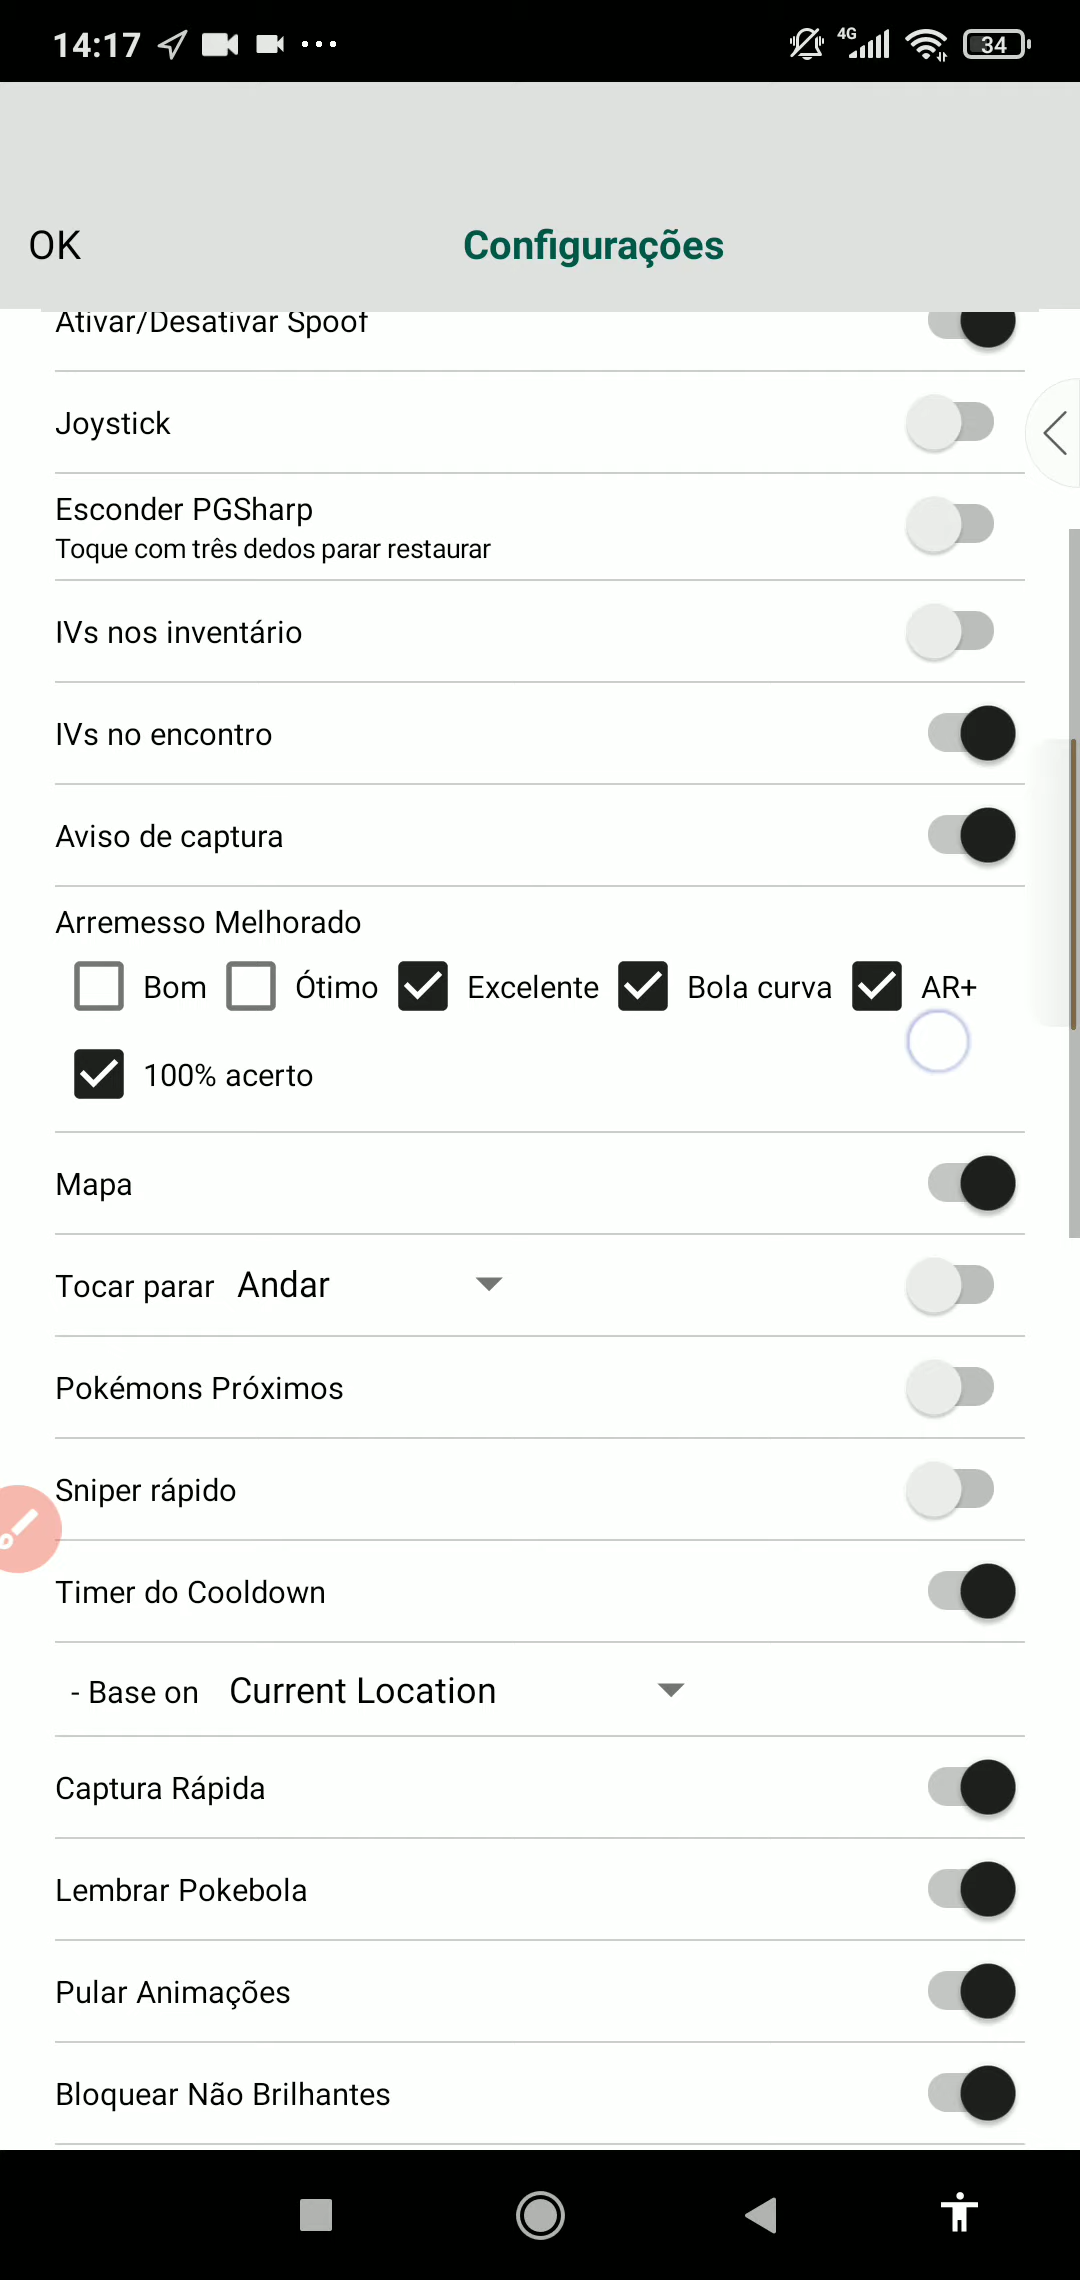 14:17
4G
34
OK
Configurações
Ativar/Desativar Spoof
Joystick
Esconder PGSharp
Toque com três dedos parar restaurar
IVs nos inventário
IVs no encontro
Aviso de captura
Arremesso Melhorado
Bom Ótimo Excelente Bola curva AR+
100% acerto
Mapa
Tocar parar Andar
Pokémons Próximos
Sniper rápido
Timer do Cooldown
- Base on Current Location
Captura Rápida
Lembrar Pokebola
Pular Animações
Bloquear Não Brilhantes